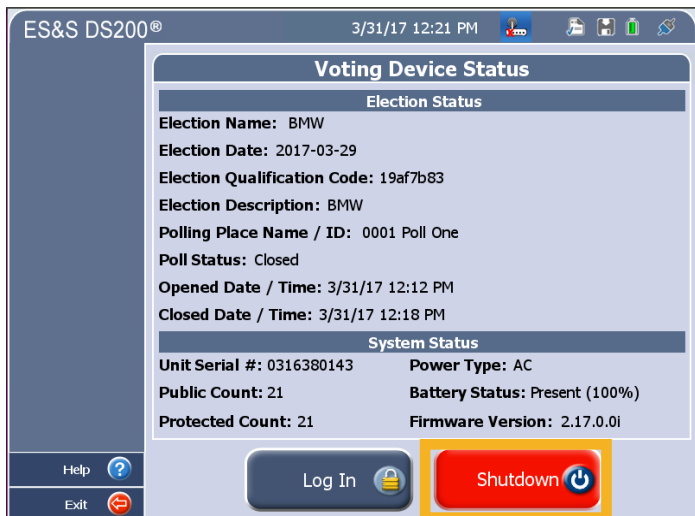 ES&S DS200®
3/31/17 12:21 PM
Voting Device Status
Election Status
Election Name: BMW
Election Date: 2017-03-29
Election Qualification Code: 19af7b83
Election Description: BMW
Polling Place Name / ID: 0001 Poll One
Poll Status: Closed
Opened Date / Time: 3/31/17 12:12 PM
Closed Date / Time: 3/31/17 12:18 PM
System Status
Unit Serial #: 0316380143 Power Type: AC
Public Count: 21 Battery Status: Present (100%)
Protected Count: 21 Firmware Version: 2.17.0.0i
Help
Log In
Shutdown
Exit